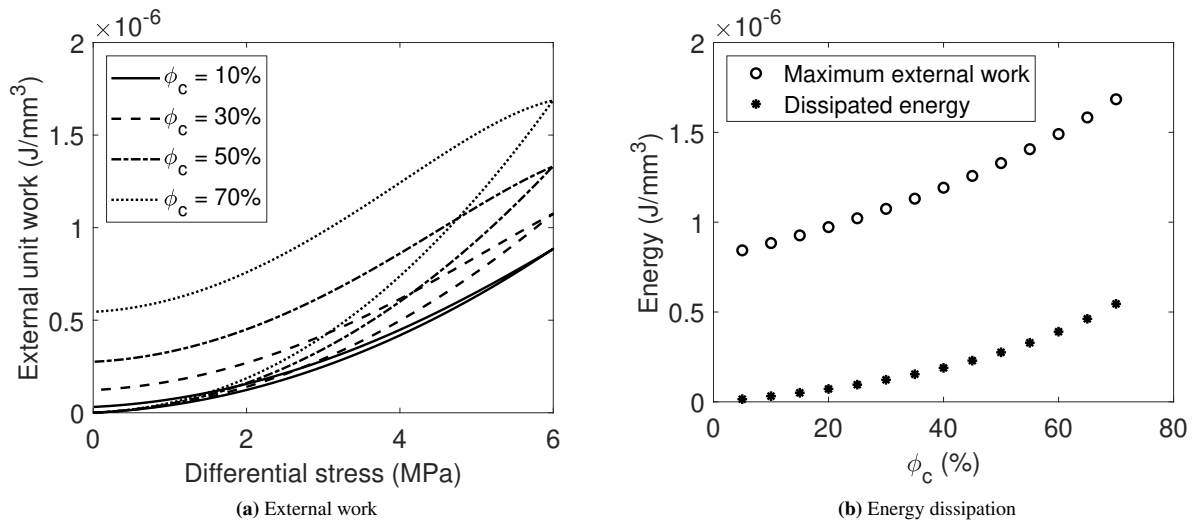 ×10⁻⁶
2
1.5
1
0.5
0
External unit work (J/mm³)
ϕc = 10%
ϕc = 30%
ϕc = 50%
ϕc = 70%
0 2 4 6
Differential stress (MPa)
(a) External work
×10⁻⁶
2
1.5
1
0.5
0
Energy (J/mm³)
Maximum external work
Dissipated energy
0 20 40 60 80
ϕc (%)
(b) Energy dissipation